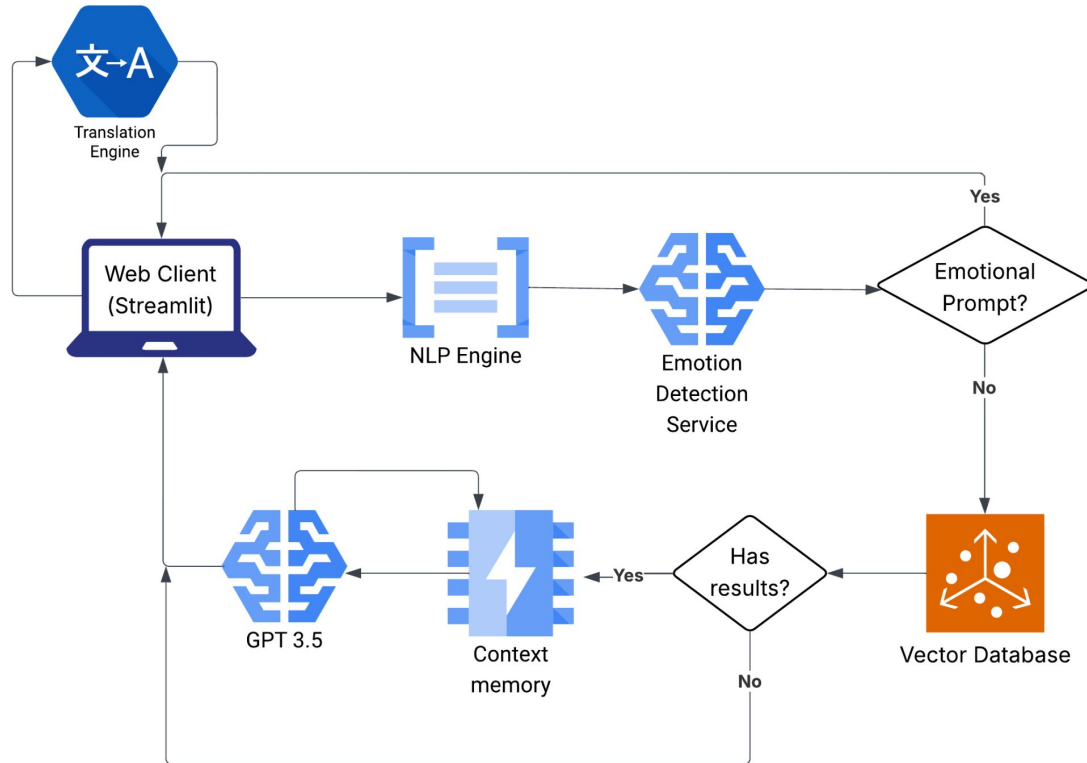 文→A
Translation
Engine
Yes
Web Client
(Streamlit)
Emotional
Prompt?
NLP Engine
Emotion
Detection
Service
No
Has
results?
Yes
GPT 3.5
Context
memory
Vector Database
No